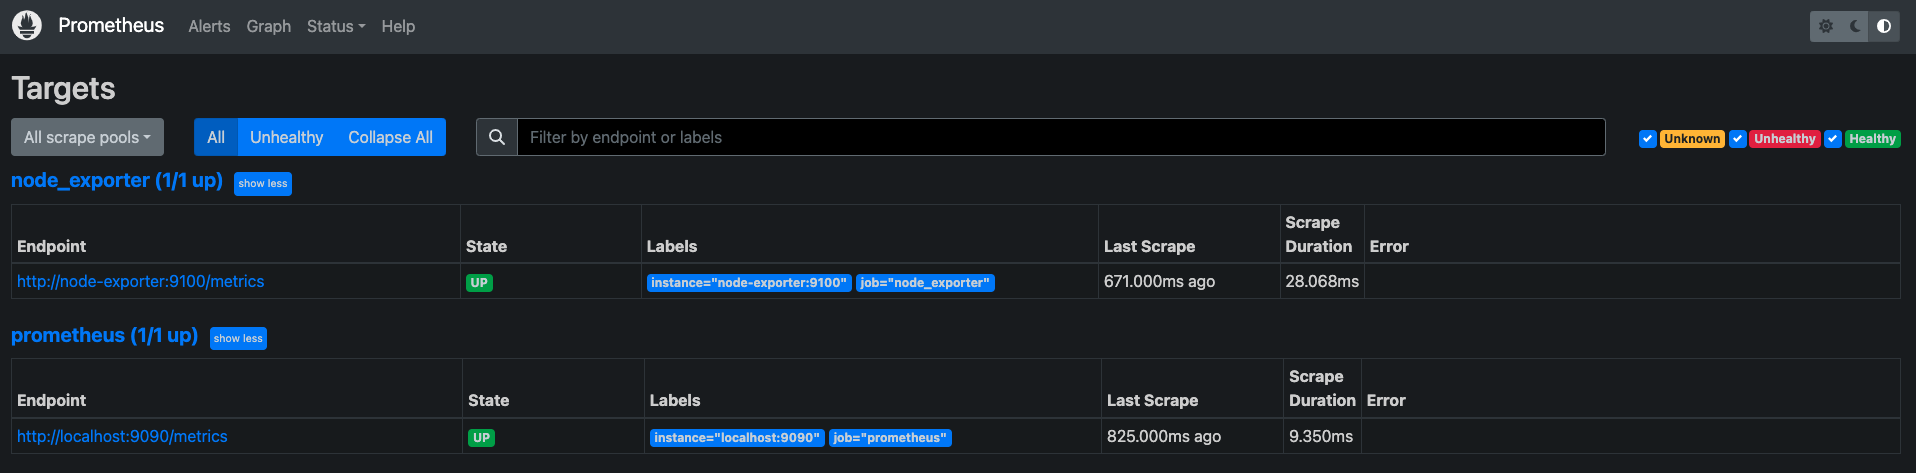 Prometheus Alerts Graph Status Help
Targets
All scrape pools All Unhealthy Collapse All Filter by endpoint or labels Unknown Unhealthy Healthy
node_exporter (1/1 up) show less
Endpoint State Labels Last Scrape Scrape Duration Error
http://node-exporter:9100/metrics UP instance="node-exporter:9100" job="node_exporter" 671.000ms ago 28.068ms
prometheus (1/1 up) show less
Endpoint State Labels Last Scrape Scrape Duration Error
http://localhost:9090/metrics UP instance="localhost:9090" job="prometheus" 825.000ms ago 9.350ms